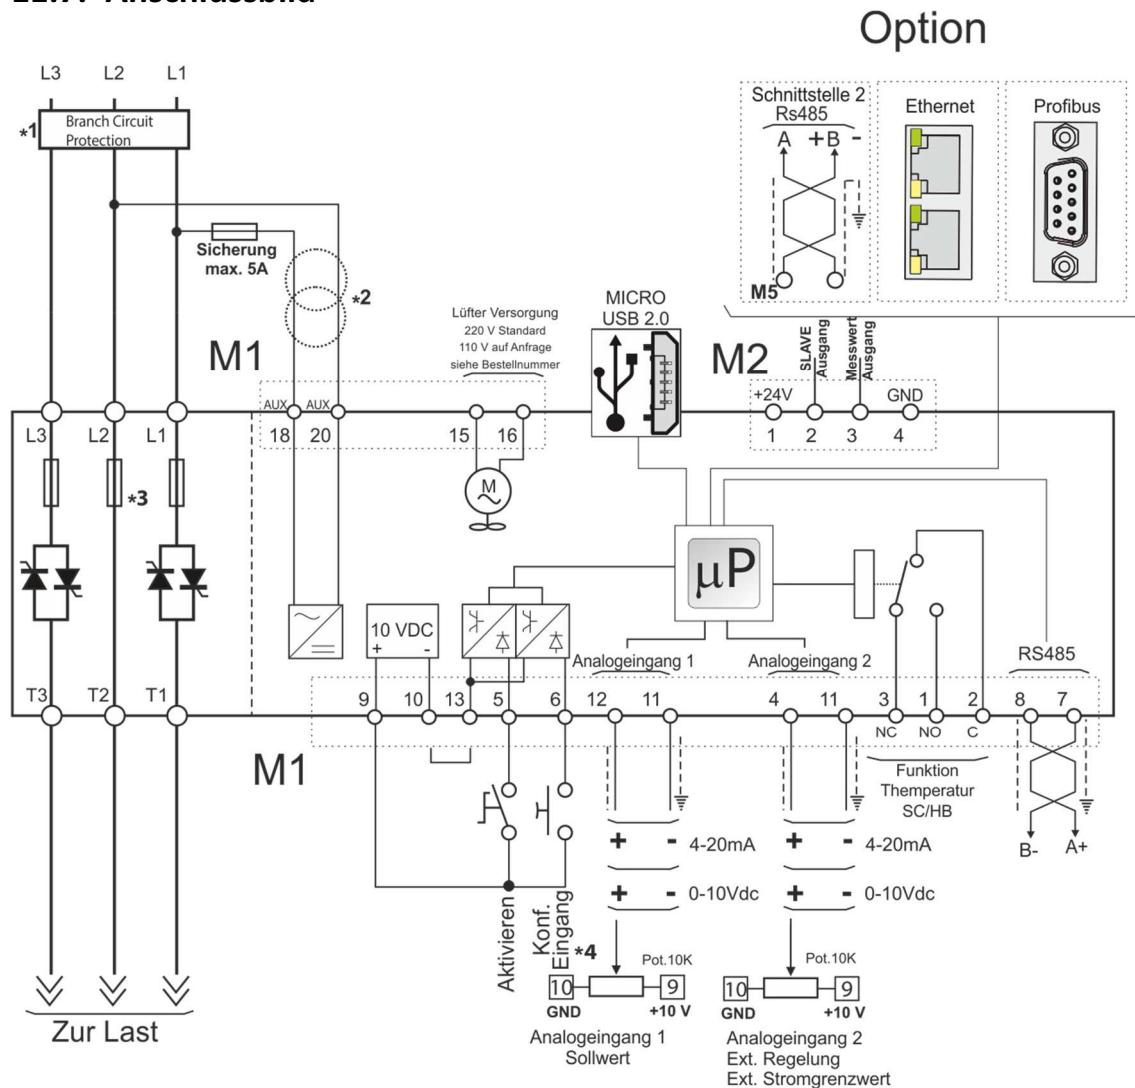 Option
L3 L2 L1
*1 Branch Circuit
Protection
Sicherung
max. 5A
*2
Schnittstelle 2
Rs485
A +B -
M5
Ethernet
Profibus
Lüfter Versorgung
220 V Standard
110 V auf Anfrage
siehe Bestellnummer
MICRO
USB 2.0
M1
M2
SLAVE
Ausgang
Messwert
Ausgang
AUX AUX
18 20 15 16
+24V GND
1 2 3 4
L3 L2 L1
*3
M
µP
10 VDC
+ -
Analogeingang 1
Analogeingang 2
RS485
T3 T2 T1
9 10 13 5 6 12 11 4 11 3 1 2 8 7
NC NO C
M1
Funktion
Themperatur
SC/HB
B- A+
+ - 4-20mA
+ - 0-10Vdc
+ - 4-20mA
+ - 0-10Vdc
Aktivieren
Konf.
Eingang
*4
Pot.10K
10 9
GND +10 V
Analogeingang 1
Sollwert
Pot.10K
10 9
GND +10 V
Analogeingang 2
Ext. Regelung
Ext. Stromgrenzwert
Zur Last